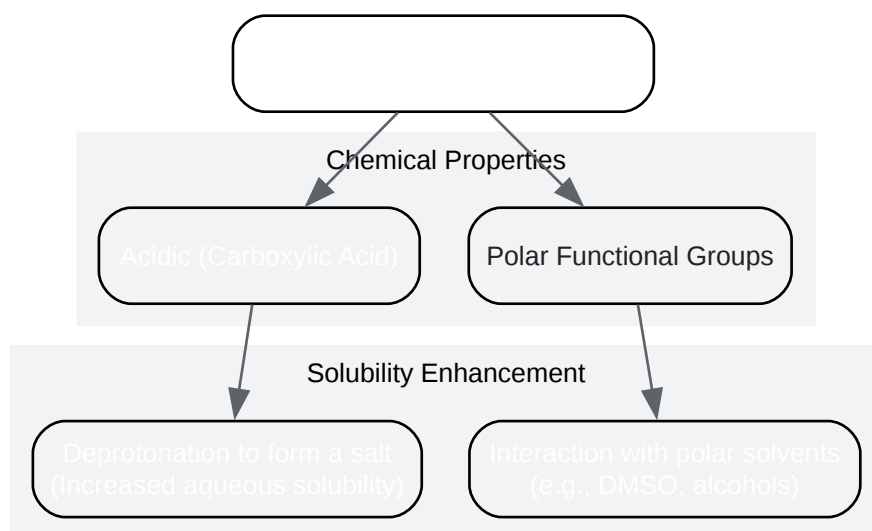 Chemical Properties
Acidic (Carboxylic Acid)
Polar Functional Groups
Solubility Enhancement
Deprotonation to form a salt
(Increased aqueous solubility)
Interaction with polar solvents
(e.g., DMSO, alcohols)